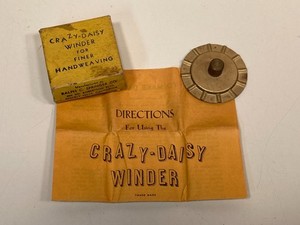 CRAZY-DAISY
WINDER
FOR
FINER
HANDWEAVING
DIRECTIONS
For Using The
CRAZY-DAISY
WINDER